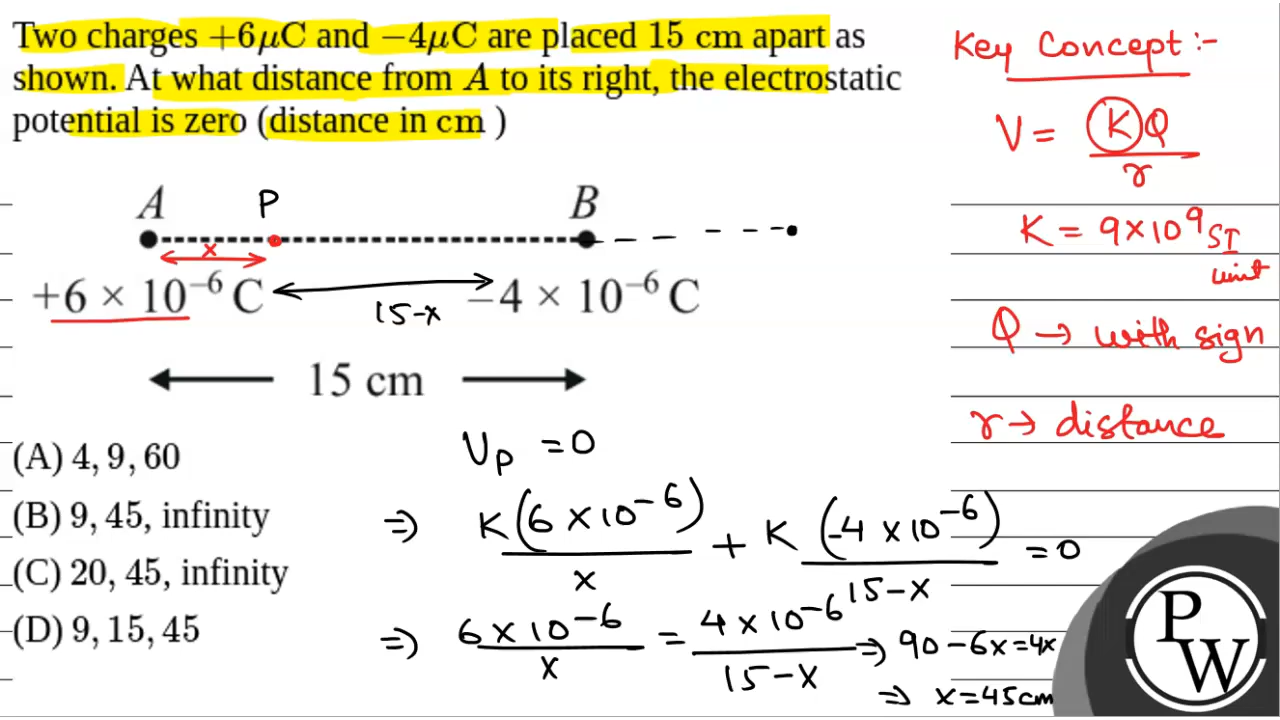 Two charges +6μC and −4μC are placed 15 cm apart as
shown. At what distance from A to its right, the electrostatic
potential is zero (distance in cm )
Key Concept :-
V = KQ/r
K = 9×10⁹ SI unit
Q → with sign
r → distance
A P B
x
+6 × 10⁻⁶ C −4 × 10⁻⁶ C
15-x
15 cm
(A) 4, 9, 60
(B) 9, 45, infinity
(C) 20, 45, infinity
(D) 9, 15, 45
V_P = 0
⇒ K(6×10⁻⁶)/x + K(-4×10⁻⁶)/15-x = 0
⇒ 6×10⁻⁶/x = 4×10⁻⁶/15-x ⇒ 90-6x=4x
⇒ x=45cm
PW